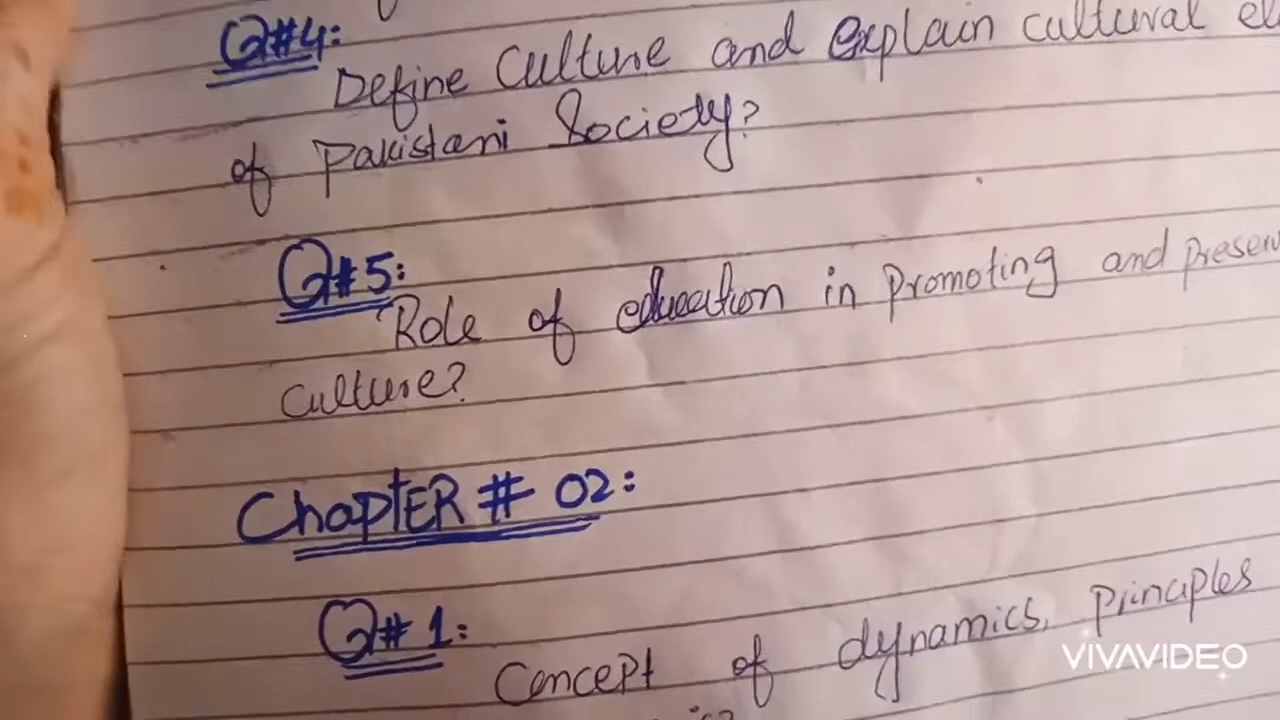 Q#4:
Define Culture and Explain cultural
of Pakistani Society?
Q#5:
Role of education in Promoting and
culture?
ChaptER # 02:
Q# 1:
Concept of dynamics, Principles
VIVAVIDEO